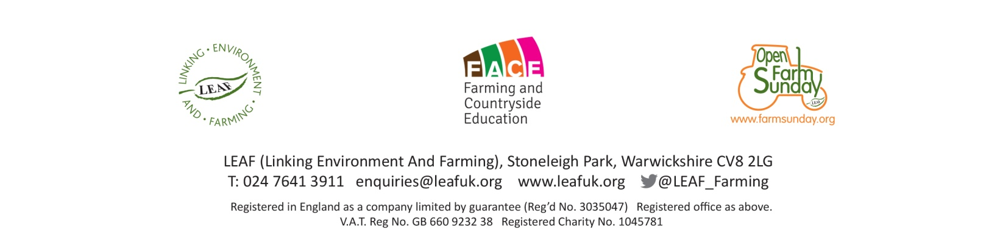 LINKING · ENVIRONMENT · AND · FARMING ·
LEAF
FACE
Farming and
Countryside
Education
Open
Farm
Sunday
LEAF
www.farmsunday.org
LEAF (Linking Environment And Farming), Stoneleigh Park, Warwickshire CV8 2LG
T: 024 7641 3911 enquiries@leafuk.org www.leafuk.org @LEAF_Farming
Registered in England as a company limited by guarantee (Reg’d No. 3035047) Registered office as above.
V.A.T. Reg No. GB 660 9232 38 Registered Charity No. 1045781